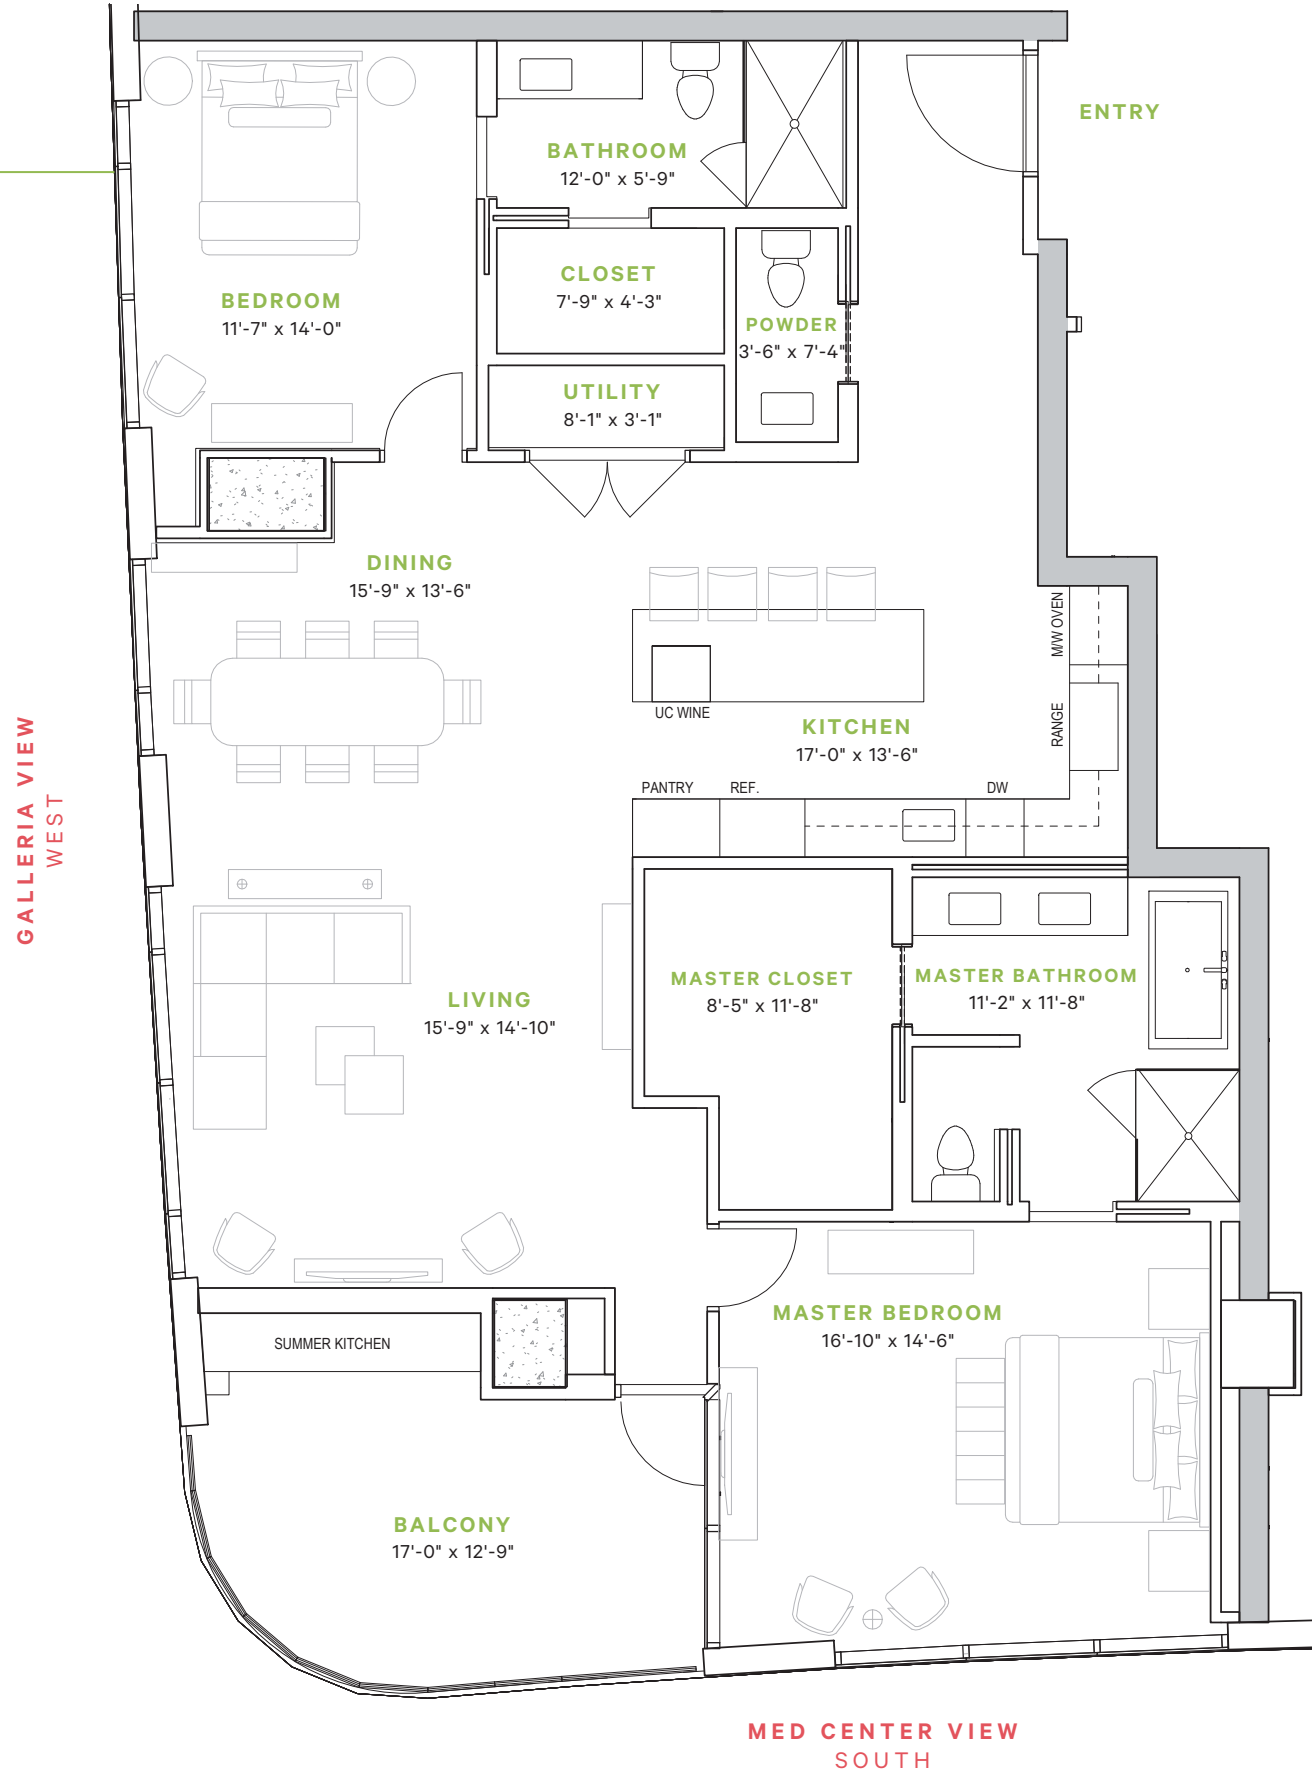 ENTRY
BATHROOM
12'-0" x 5'-9"
CLOSET
7'-9" x 4'-3"
BEDROOM
11'-7" x 14'-0"
POWDER
3'-6" x 7'-4"
UTILITY
8'-1" x 3'-1"
DINING
15'-9" x 13'-6"
M/W OVEN
UC WINE
RANGE
KITCHEN
17'-0" x 13'-6"
PANTRY
REF.
DW
GALLERIA VIEW
WEST
MASTER CLOSET
8'-5" x 11'-8"
MASTER BATHROOM
11'-2" x 11'-8"
LIVING
15'-9" x 14'-10"
MASTER BEDROOM
16'-10" x 14'-6"
SUMMER KITCHEN
BALCONY
17'-0" x 12'-9"
MED CENTER VIEW
SOUTH